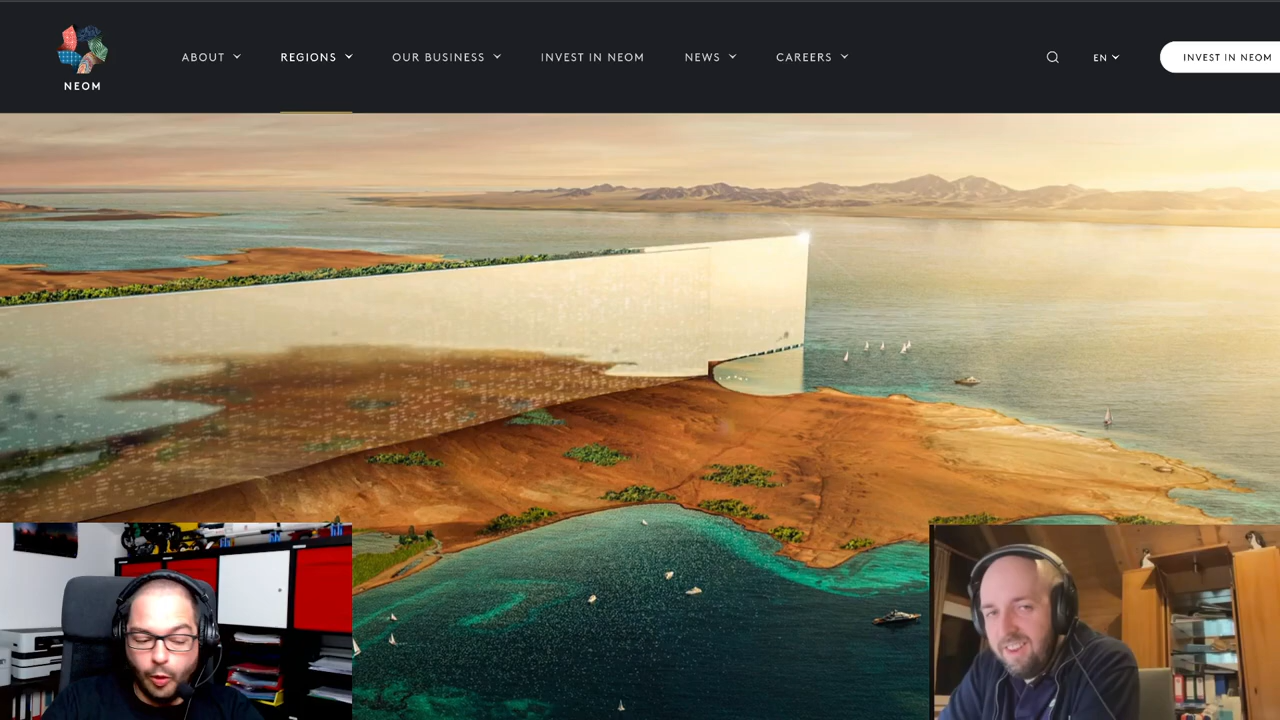 NEOM
ABOUT
REGIONS
OUR BUSINESS
INVEST IN NEOM
NEWS
CAREERS
EN
INVEST IN NEOM